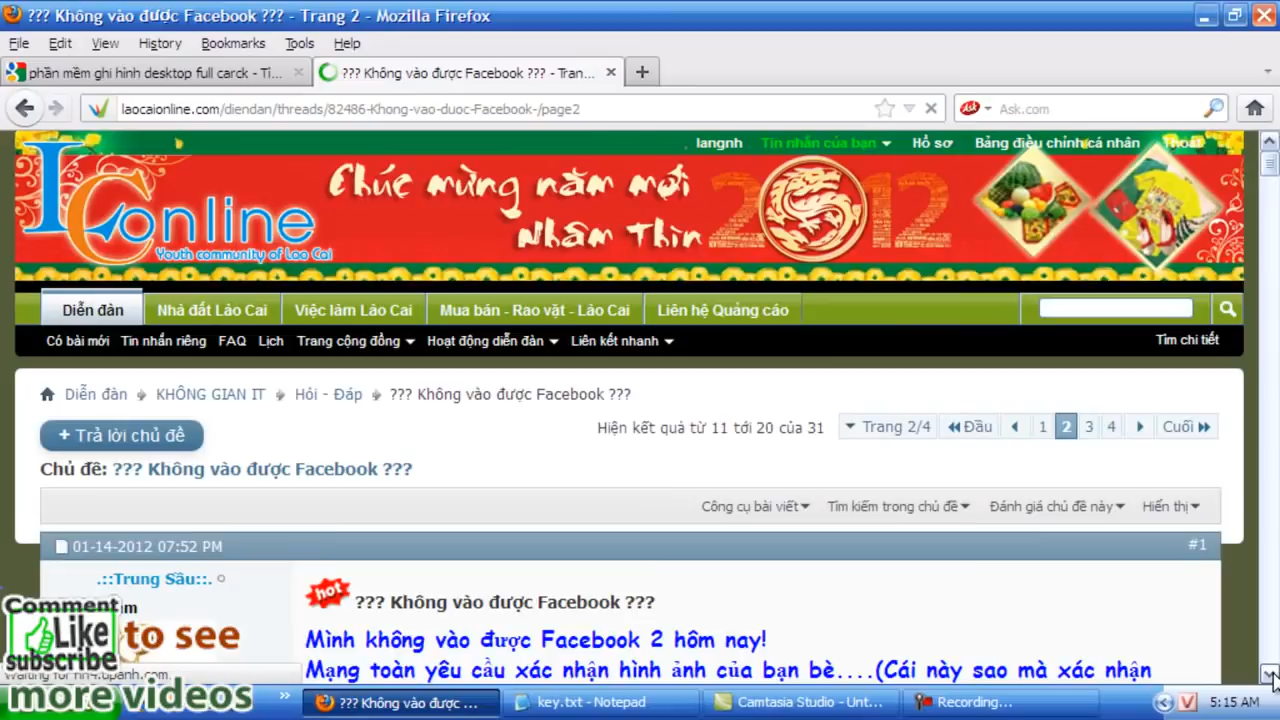 ??? Không vào được Facebook ??? - Trang 2 - Mozilla Firefox
File Edit View History Bookmarks Tools Help
phần mềm ghi hình desktop full carck - Tì...
??? Không vào được Facebook ??? - Tran...
laocaionline.com/diendan/threads/82486-Khong-vao-duoc-Facebook-/page2
Ask Ask.com
langnh Tin nhắn của bạn Hồ sơ Bảng điều chỉnh cá nhân Thoát
LC online
Youth community of Lao Cai
Chúc mừng năm mới
Nhâm Thìn
2012
Diễn đàn Nhà đất Lào Cai Việc làm Lào Cai Mua bán - Rao vặt - Lào Cai Liên hệ Quảng cáo
Có bài mới Tin nhắn riêng FAQ Lịch Trang cộng đồng Hoạt động diễn đàn Liên kết nhanh Tìm chi tiết
Diễn đàn KHÔNG GIAN IT Hỏi - Đáp ??? Không vào được Facebook ???
+ Trả lời chủ đề
Hiện kết quả từ 11 tới 20 của 31
Trang 2/4 Đầu 1 2 3 4 Cuối
Chủ đề: ??? Không vào được Facebook ???
Công cụ bài viết Tìm kiếm trong chủ đề Đánh giá chủ đề này Hiển thị
01-14-2012 07:52 PM #1
.::Trung Sầu::.
hot ??? Không vào được Facebook ???
Mình không vào được Facebook 2 hôm nay!
Mạng toàn yêu cầu xác nhận hình ảnh của bạn bè....(Cái này sao mà xác nhận
Comment
Like
subscribe
to see
more videos
??? Không vào được ...
key.txt - Notepad
Camtasia Studio - Unt...
Recording...
5:15 AM